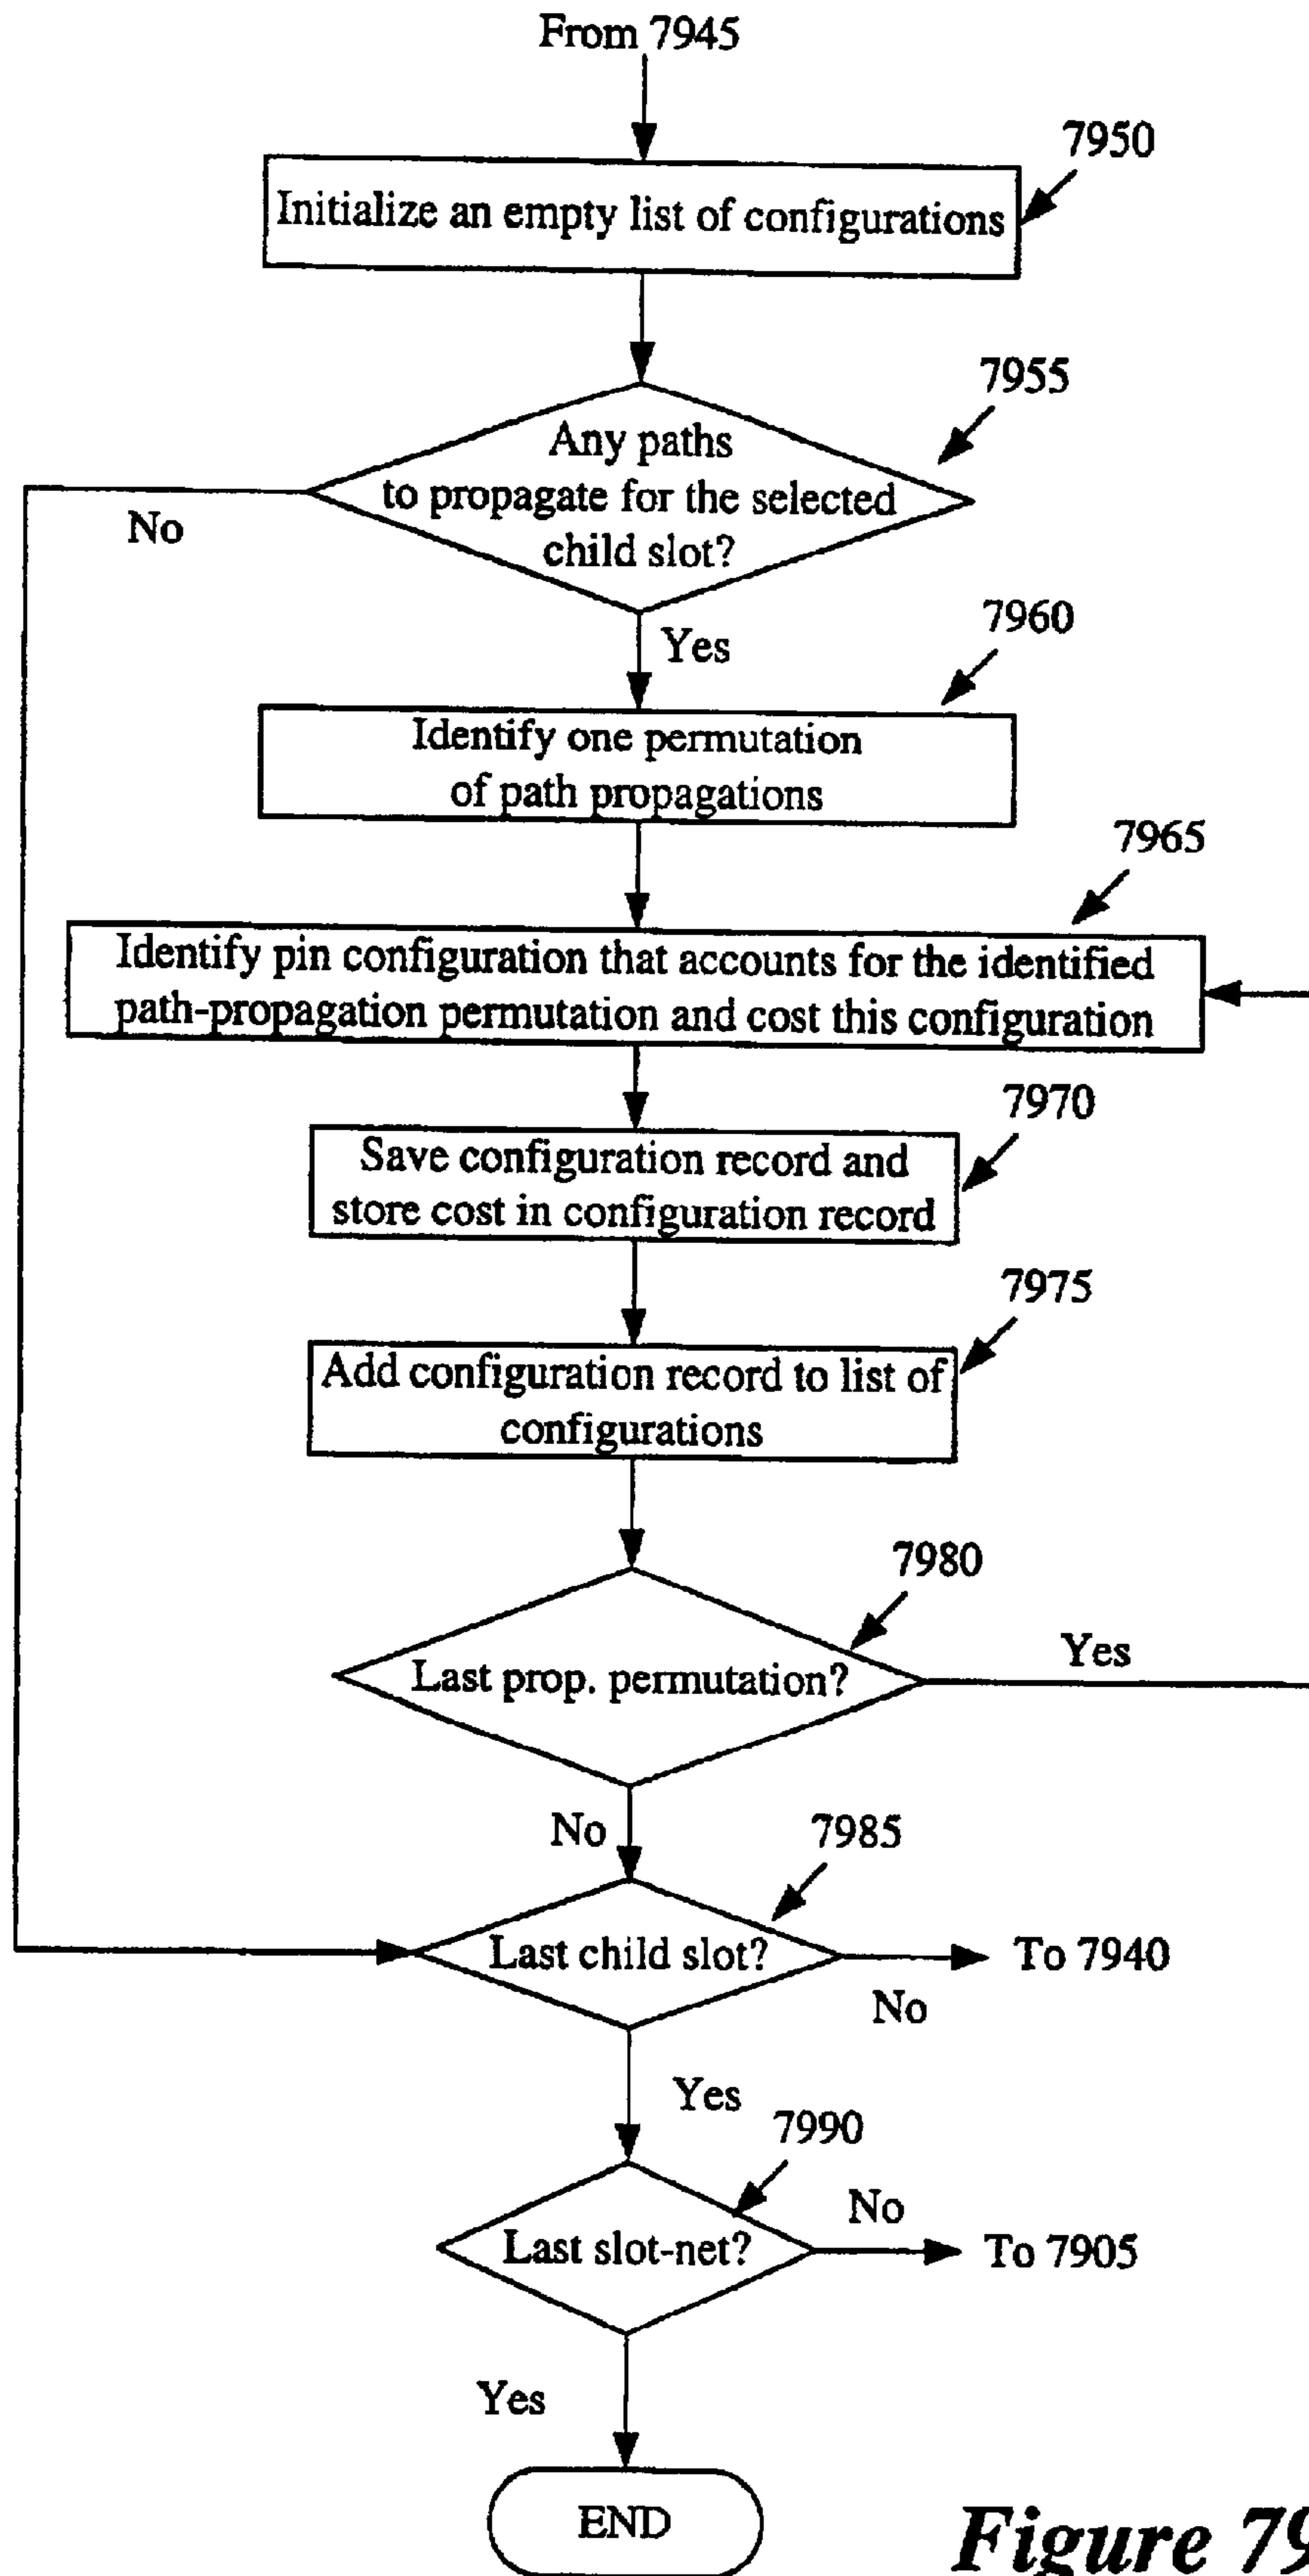 From 7945
7950
Initialize an empty list of configurations
7955
Any paths
to propagate for the selected
child slot?
No
7960
Yes
Identify one permutation
of path propagations
7965
Identify pin configuration that accounts for the identified
path-propagation permutation and cost this configuration
7970
Save configuration record and
store cost in configuration record
7975
Add configuration record to list of
configurations
7980
Last prop. permutation?
Yes
No
7985
Last child slot?
To 7940
No
Yes
7990
No
Last slot-net?
To 7905
Yes
END
Figure 79